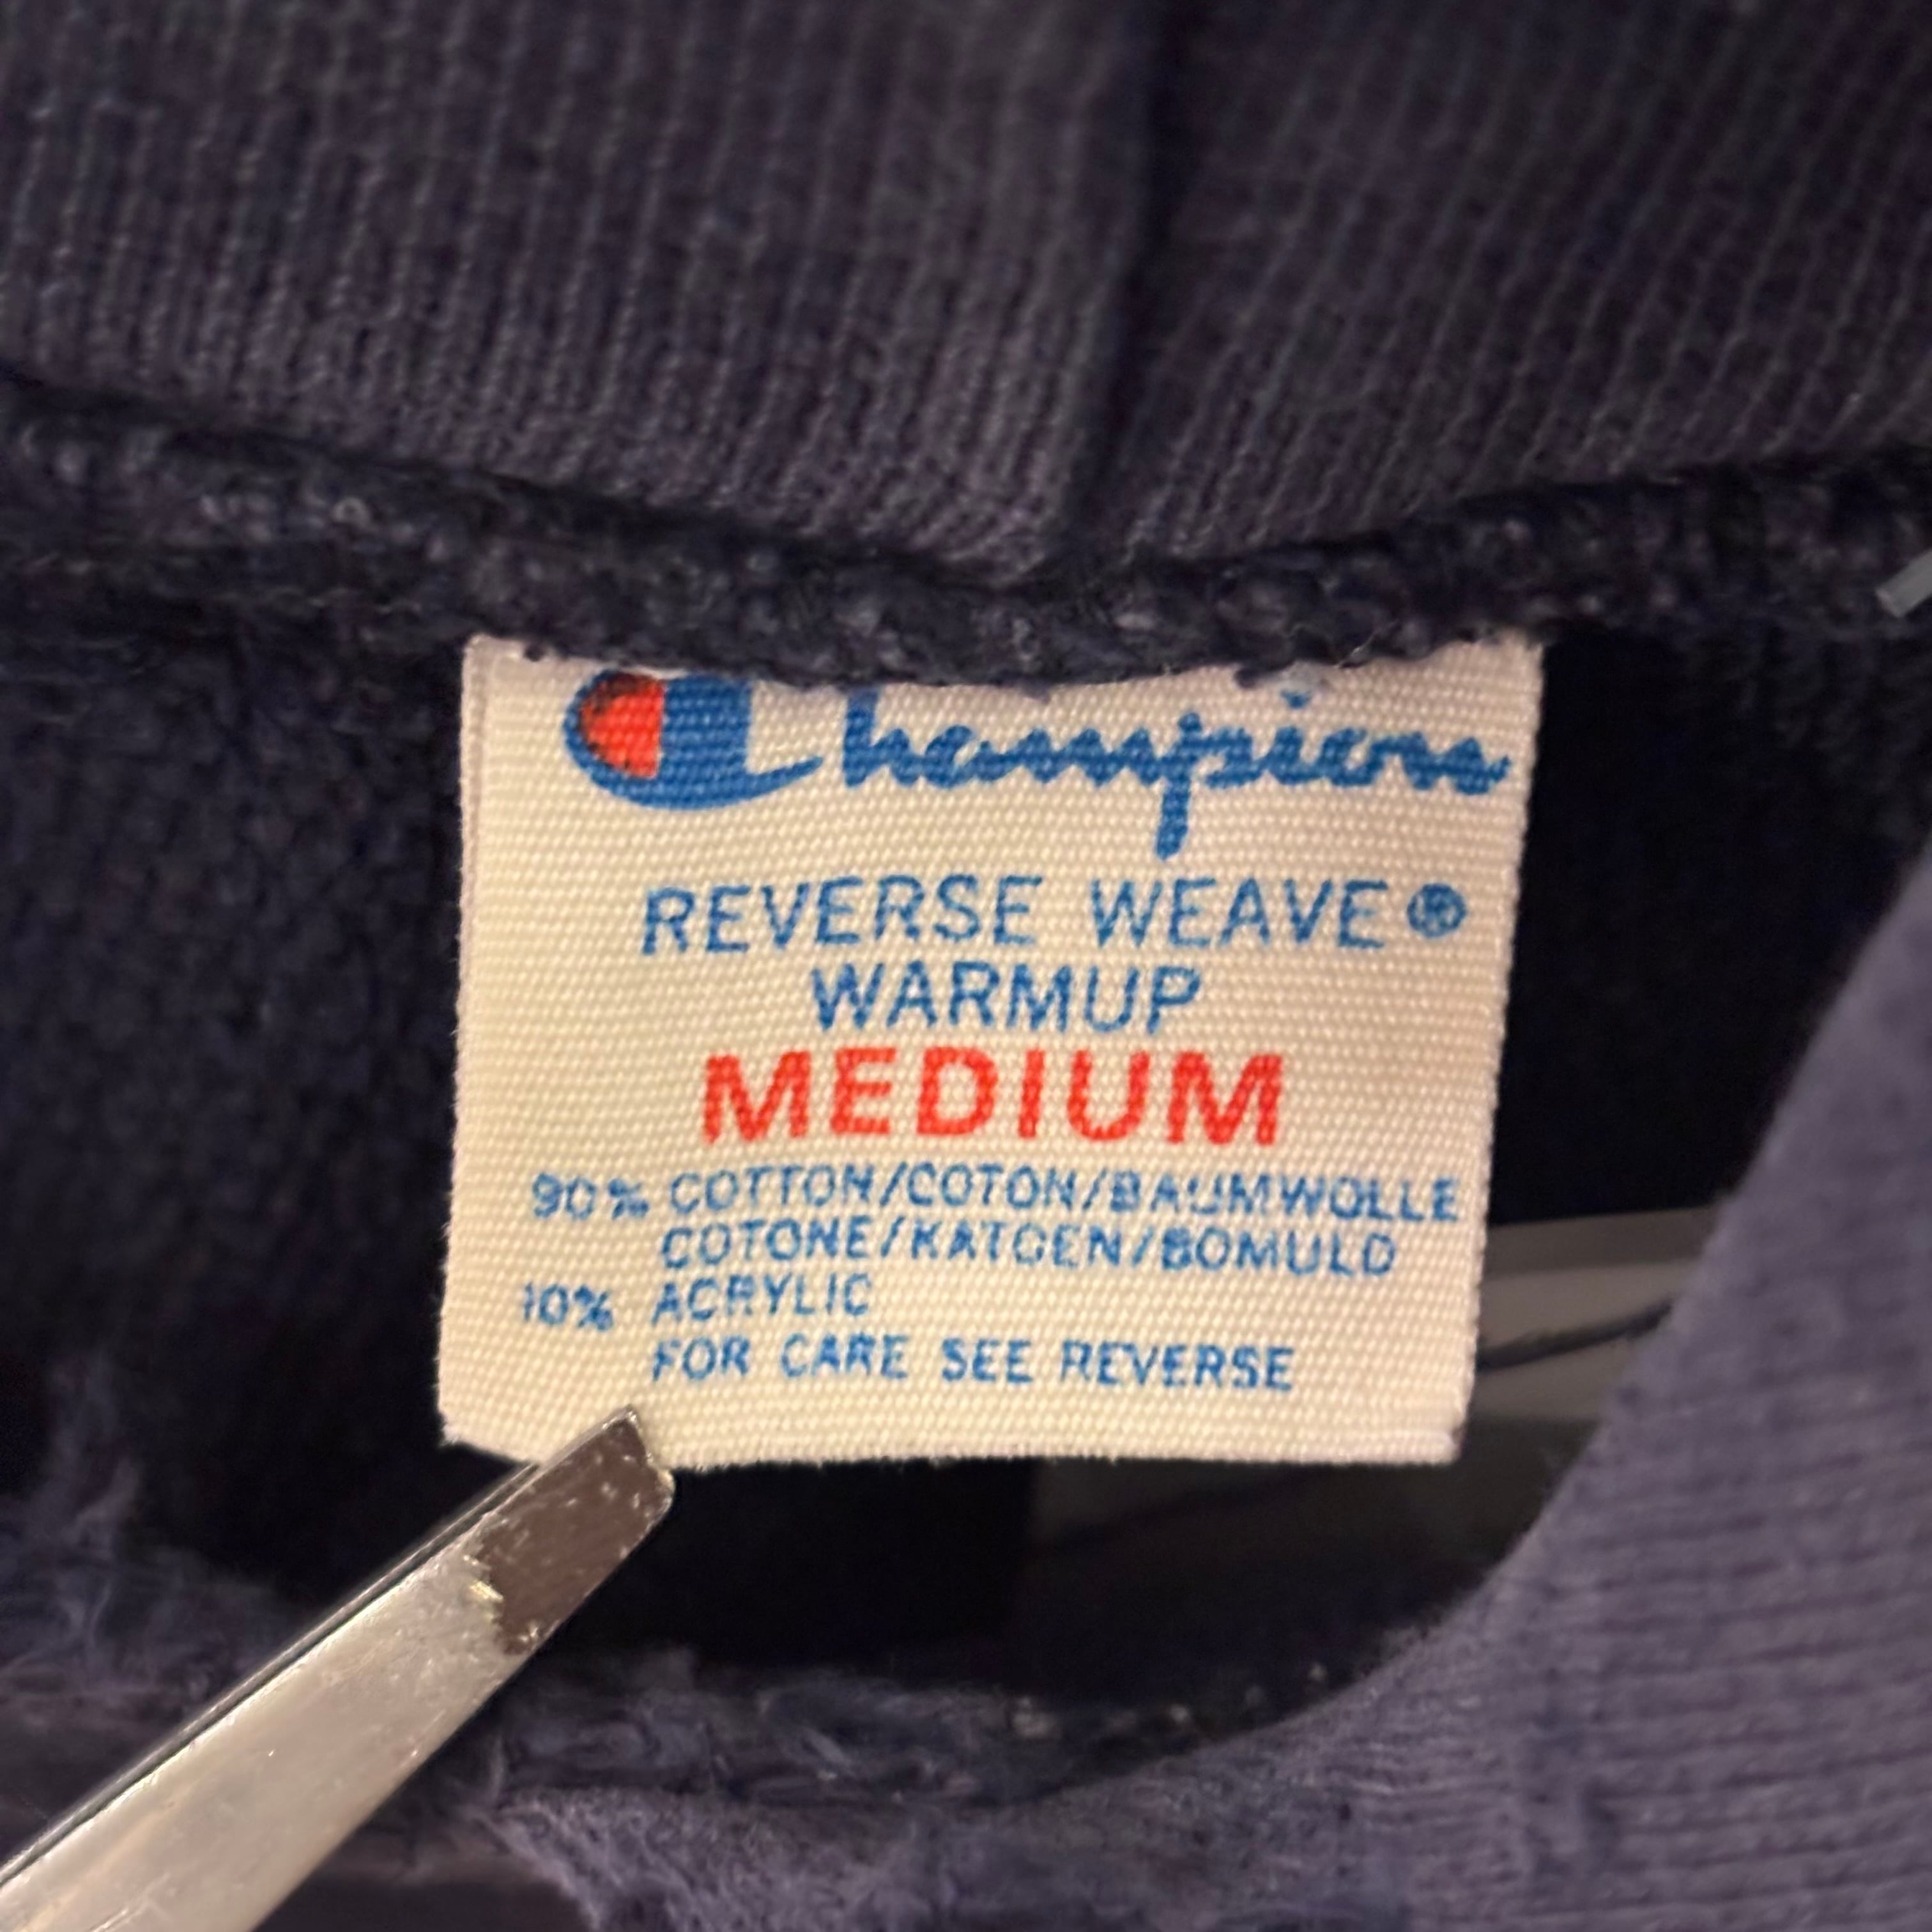 Champion
REVERSE WEAVE®
WARMUP
MEDIUM
90% COTTON/COTON/BAUMWOLLE
COTONE/KATOEN/BOMULD
10% ACRYLIC
FOR CARE SEE REVERSE